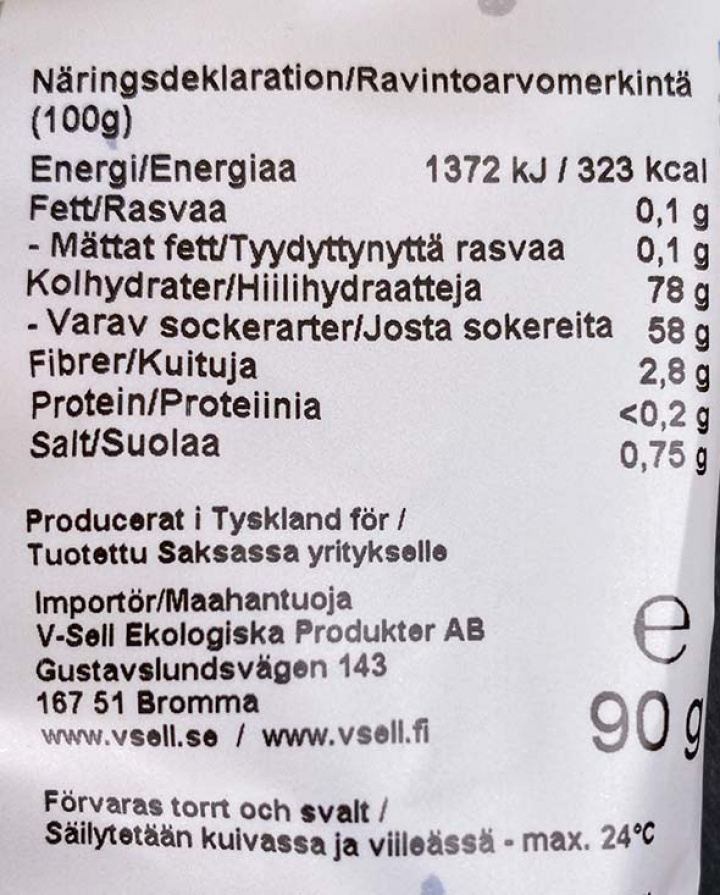 Näringsdeklaration/Ravintoarvomerkintä
(100g)
Energi/Energiaa 1372 kJ / 323 kcal
Fett/Rasvaa 0,1 g
- Mättat fett/Tyydyttynyttä rasvaa 0,1 g
Kolhydrater/Hiilihydraatteja 78 g
- Varav sockerarter/Josta sokereita 58 g
Fibrer/Kuituja 2,8 g
Protein/Proteiinia <0,2 g
Salt/Suolaa 0,75 g
Producerat i Tyskland för /
Tuotettu Saksassa yritykselle
Importör/Maahantuoja
V-Sell Ekologiska Produkter AB
Gustavslundsvägen 143
167 51 Bromma
www.vsell.se / www.vsell.fi
e
90 g
Förvaras torrt och svalt /
Säilytetään kuivassa ja viileässä - max. 24°C